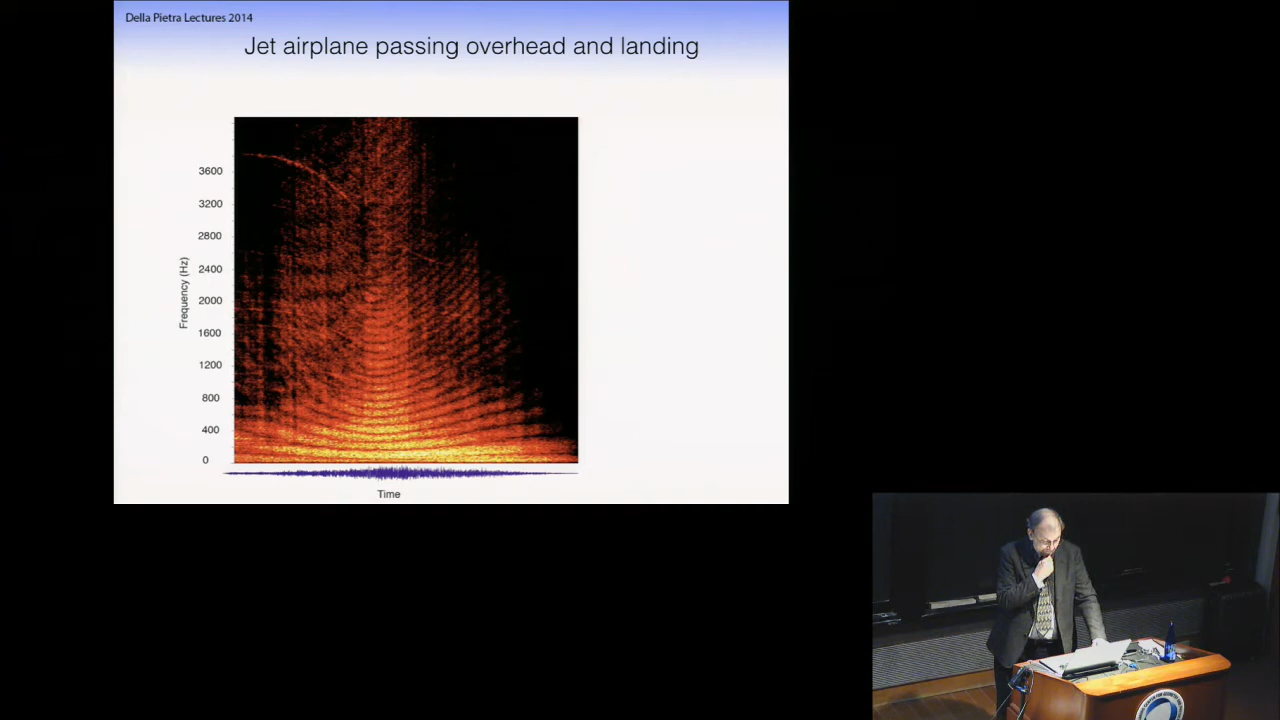 Della Pietra Lectures 2014
Jet airplane passing overhead and landing
Frequency (Hz)
3600
3200
2800
2400
2000
1600
1200
800
400
0
Time